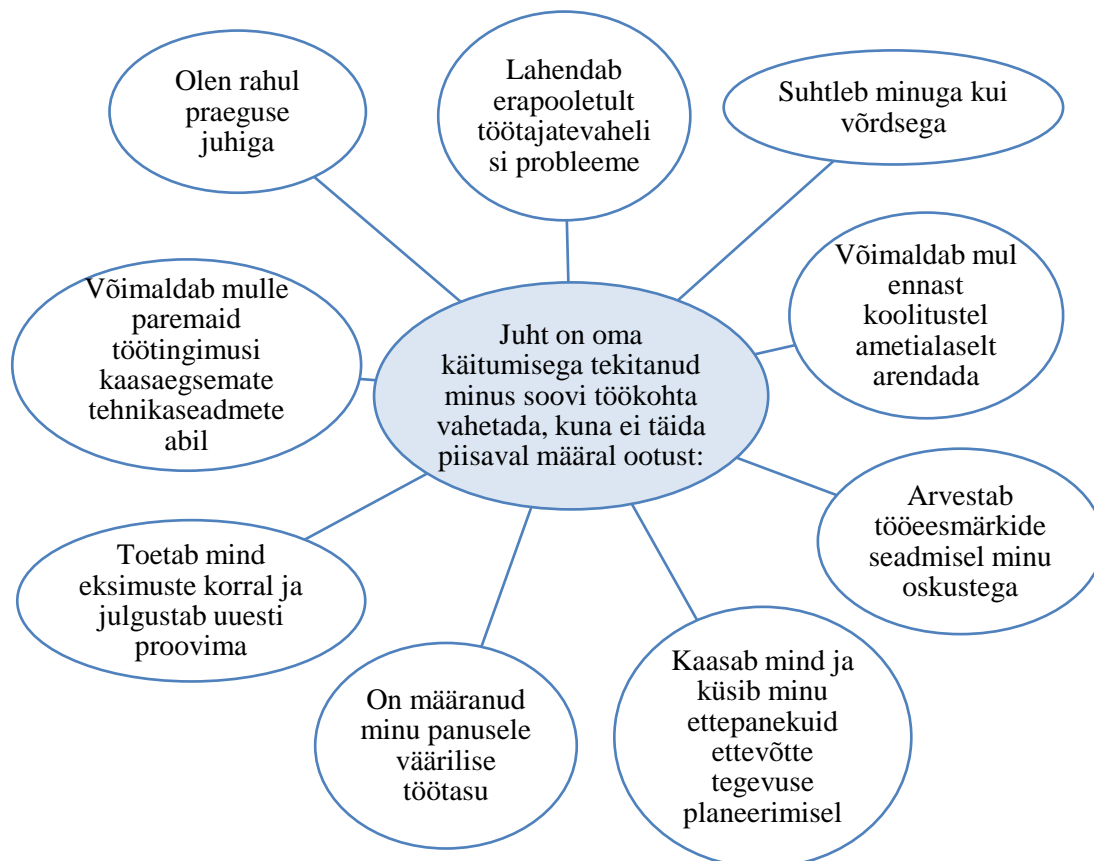 Olen rahul
praeguse
juhiga
Lahendab
erapooletult
töötajatevaheli
si probleeme
Suhtleb minuga kui
võrdsega
Võimaldab mulle
paremaid
töötingimusi
kaasaegsemate
tehnikaseadmete
abil
Juht on oma
käitumisega tekitanud
minus soovi töökohta
vahetada, kuna ei täida
piisaval määral ootust:
Võimaldab mul
ennast
koolitustel
ametialaselt
arendada
Toetab mind
eksimuste korral ja
julgustab uuesti
proovima
Arvestab
tööeesmärkide
seadmisel minu
oskustega
On määranud
minu panusele
väärilise
töötasu
Kaasab mind ja
küsib minu
ettepanekuid
ettevõtte
tegevuse
planeerimisel